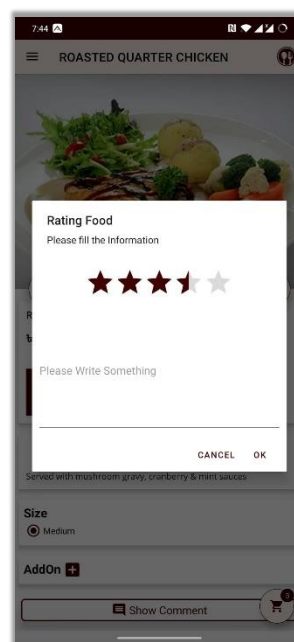 7:44
ROASTED QUARTER CHICKEN
Rating Food
Please fill the Information
R
৳
Please Write Something
CANCEL OK
Served with mushroom gravy, cranberry & mint sauces
Size
Medium
AddOn
3
Show Comment